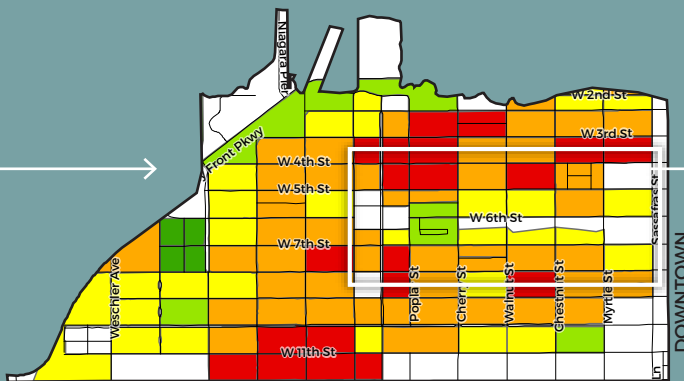 Niagara Pier
W 2nd St
W 3rd St
y Front Pkwy
W 4th St
W 5th St
Sassafras St
W 6th St
W 7th St
Weschler Ave
Poplar St
Cherry St
Walnut St
Chestnut St
Myrtle St
DOWNTOWN
W 11th St
Ln